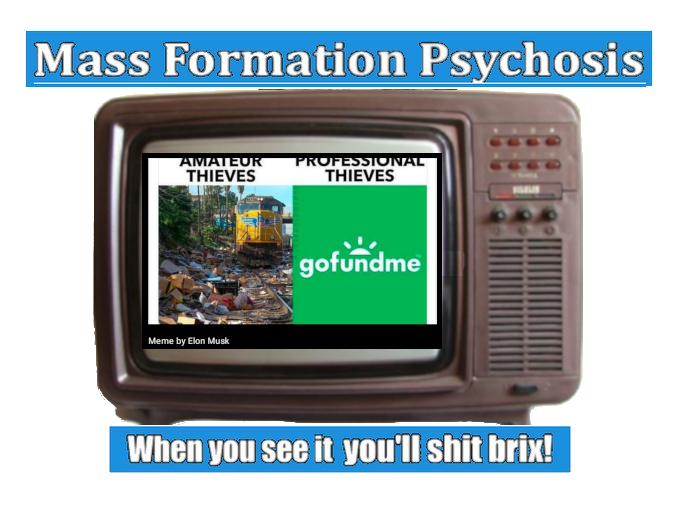 Mass Formation Psychosis
AMATEUR PROFESSIONAL
THIEVES THIEVES
gofundme
Meme by Elon Musk
When you see it you'll shit brix!